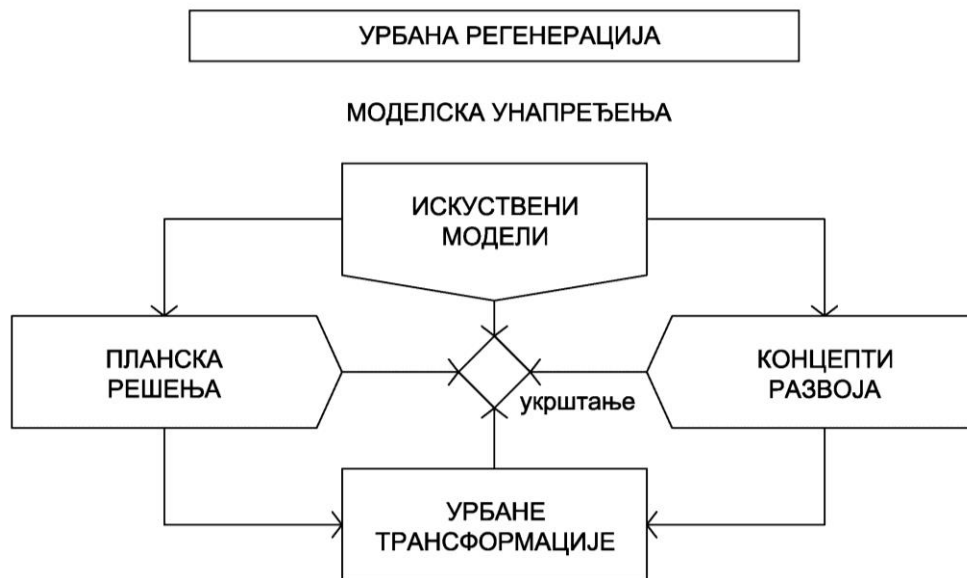 УРБАНА РЕГЕНЕРАЦИЈА
МОДЕЛСКА УНАПРЕЂЕЊА
ИСКУСТВЕНИ
МОДЕЛИ
ПЛАНСКА
РЕШЕЊА
КОНЦЕПТИ
РАЗВОЈА
укрштање
УРБАНЕ
ТРАНСФОРМАЦИЈЕ